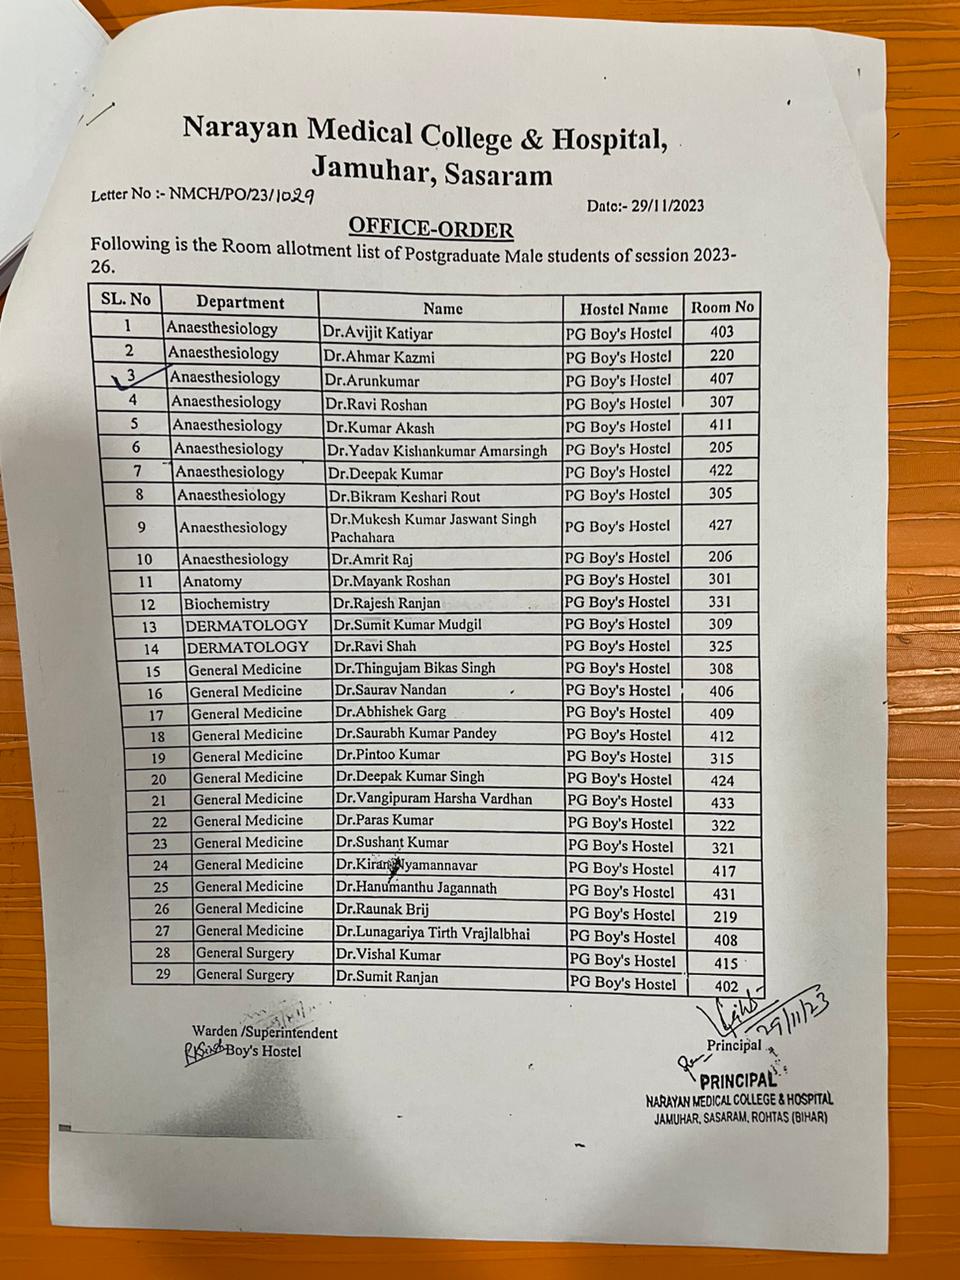 Narayan Medical College & Hospital,
Jamuhar, Sasaram
Letter No :- NMCH/PO/23/1029
Date:- 29/11/2023
OFFICE-ORDER
Following is the Room allotment list of Postgraduate Male students of session 2023-
26.
SL. No Department Name Hostel Name Room No
1 Anaesthesiology Dr.Avijit Katiyar PG Boy's Hostel 403
2 Anaesthesiology Dr.Ahmar Kazmi PG Boy's Hostel 220
3 Anaesthesiology Dr.Arunkumar PG Boy's Hostel 407
4 Anaesthesiology Dr.Ravi Roshan PG Boy's Hostel 307
5 Anaesthesiology Dr.Kumar Akash PG Boy's Hostel 411
6 Anaesthesiology Dr.Yadav Kishankumar Amarsingh PG Boy's Hostel 205
7 Anaesthesiology Dr.Deepak Kumar PG Boy's Hostel 422
8 Anaesthesiology Dr.Bikram Keshari Rout PG Boy's Hostel 305
9 Anaesthesiology Dr.Mukesh Kumar Jaswant Singh PG Boy's Hostel 427
Pachahara
10 Anaesthesiology Dr.Amrit Raj PG Boy's Hostel 206
11 Anatomy Dr.Mayank Roshan PG Boy's Hostel 301
12 Biochemistry Dr.Rajesh Ranjan PG Boy's Hostel 331
13 DERMATOLOGY Dr.Sumit Kumar Mudgil PG Boy's Hostel 309
14 DERMATOLOGY Dr.Ravi Shah PG Boy's Hostel 325
15 General Medicine Dr.Thingujam Bikas Singh PG Boy's Hostel 308
16 General Medicine Dr.Saurav Nandan PG Boy's Hostel 406
17 General Medicine Dr.Abhishek Garg PG Boy's Hostel 409
18 General Medicine Dr.Saurabh Kumar Pandey PG Boy's Hostel 412
19 General Medicine Dr.Pintoo Kumar PG Boy's Hostel 315
20 General Medicine Dr.Deepak Kumar Singh PG Boy's Hostel 424
21 General Medicine Dr.Vangipuram Harsha Vardhan PG Boy's Hostel 433
22 General Medicine Dr.Paras Kumar PG Boy's Hostel 322
23 General Medicine Dr.Sushant Kumar PG Boy's Hostel 321
24 General Medicine Dr.Kiran Nyamannavar PG Boy's Hostel 417
25 General Medicine Dr.Hanumanthu Jagannath PG Boy's Hostel 431
26 General Medicine Dr.Raunak Brij PG Boy's Hostel 219
27 General Medicine Dr.Lunagariya Tirth Vrajlalbhai PG Boy's Hostel 408
28 General Surgery Dr.Vishal Kumar PG Boy's Hostel 415
29 General Surgery Dr.Sumit Ranjan PG Boy's Hostel 402
29/11/23
Warden /Superintendent
Boy's Hostel
Principal
PRINCIPAL
NARAYAN MEDICAL COLLEGE & HOSPITAL
JAMUHAR, SASARAM, ROHTAS (BIHAR)